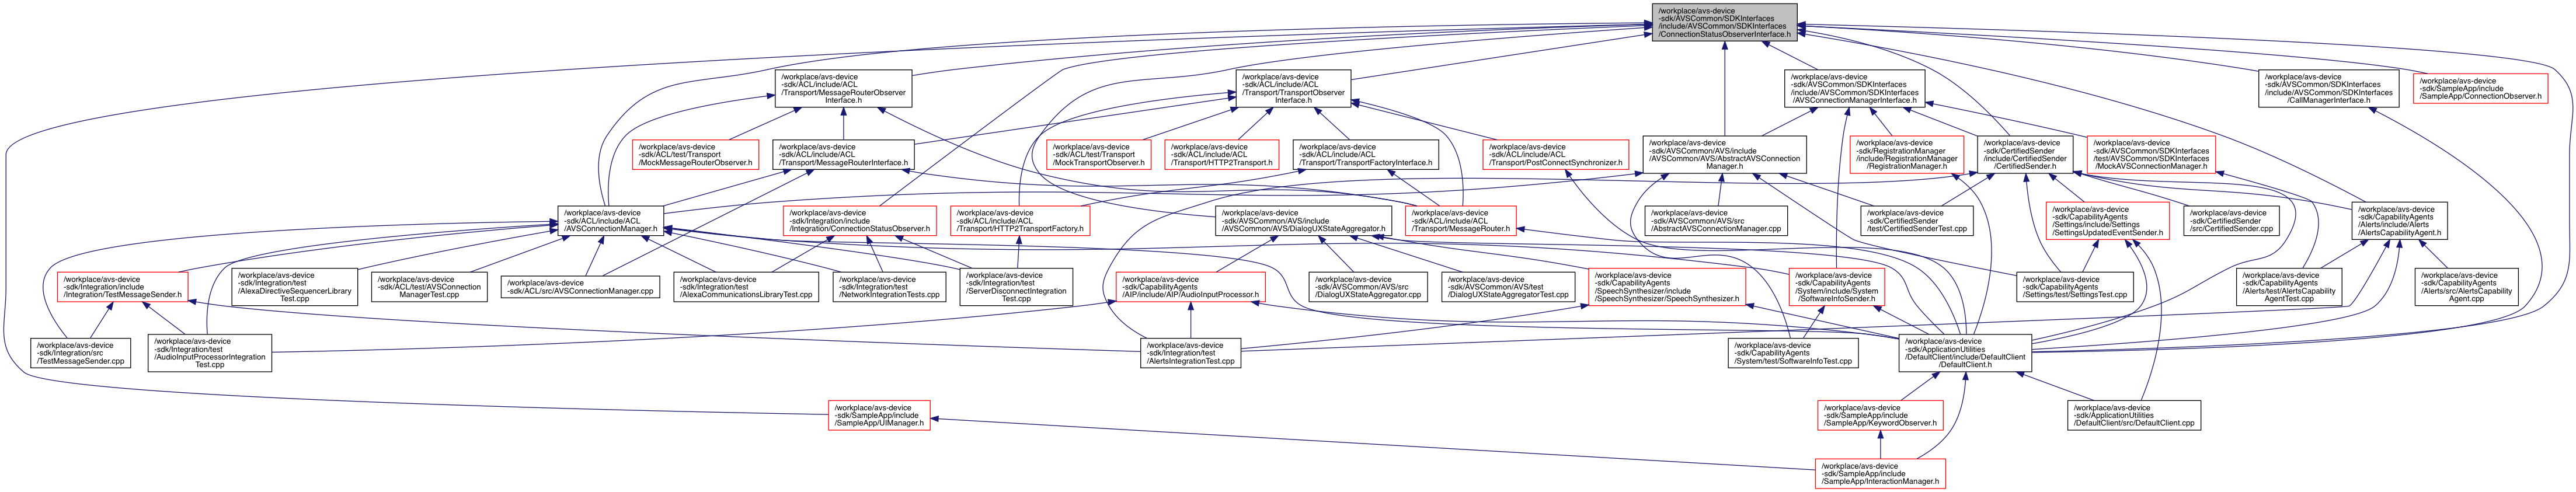 /workplace/avs-device
-sdk/AVSCommon/SDKInterfaces
/include/AVSCommon/SDKInterfaces
/ConnectionStatusObserverInterface.h
/workplace/avs-device
-sdk/ACL/include/ACL
/Transport/MessageRouterObserver
Interface.h
/workplace/avs-device
-sdk/ACL/include/ACL
/Transport/TransportObserver
Interface.h
/workplace/avs-device
-sdk/AVSCommon/SDKInterfaces
/include/AVSCommon/SDKInterfaces
/AVSConnectionManagerInterface.h
/workplace/avs-device
-sdk/AVSCommon/SDKInterfaces
/include/AVSCommon/SDKInterfaces
/CallManagerInterface.h
/workplace/avs-device
-sdk/SampleApp/include
/SampleApp/ConnectionObserver.h
/workplace/avs-device
-sdk/ACL/test/Transport
/MockMessageRouterObserver.h
/workplace/avs-device
-sdk/ACL/include/ACL
/Transport/MessageRouterInterface.h
/workplace/avs-device
-sdk/ACL/test/Transport
/MockTransportObserver.h
/workplace/avs-device
-sdk/ACL/include/ACL
/Transport/HTTP2Transport.h
/workplace/avs-device
-sdk/ACL/include/ACL
/Transport/TransportFactoryInterface.h
/workplace/avs-device
-sdk/ACL/include/ACL
/Transport/PostConnectSynchronizer.h
/workplace/avs-device
-sdk/AVSCommon/AVS/include
/AVSCommon/AVS/AbstractAVSConnection
Manager.h
/workplace/avs-device
-sdk/RegistrationManager
/include/RegistrationManager
/RegistrationManager.h
/workplace/avs-device
-sdk/CertifiedSender
/include/CertifiedSender
/CertifiedSender.h
/workplace/avs-device
-sdk/AVSCommon/SDKInterfaces
/test/AVSCommon/SDKInterfaces
/MockAVSConnectionManager.h
/workplace/avs-device
-sdk/ACL/include/ACL
/AVSConnectionManager.h
/workplace/avs-device
-sdk/Integration/include
/Integration/ConnectionStatusObserver.h
/workplace/avs-device
-sdk/ACL/include/ACL
/Transport/HTTP2TransportFactory.h
/workplace/avs-device
-sdk/AVSCommon/AVS/include
/AVSCommon/AVS/DialogUXStateAggregator.h
/workplace/avs-device
-sdk/ACL/include/ACL
/Transport/MessageRouter.h
/workplace/avs-device
-sdk/AVSCommon/AVS/src
/AbstractAVSConnectionManager.cpp
/workplace/avs-device
-sdk/CertifiedSender
/test/CertifiedSenderTest.cpp
/workplace/avs-device
-sdk/CapabilityAgents
/Settings/include/Settings
/SettingsUpdatedEventSender.h
/workplace/avs-device
-sdk/CertifiedSender
/src/CertifiedSender.cpp
/workplace/avs-device
-sdk/CapabilityAgents
/Alerts/include/Alerts
/AlertsCapabilityAgent.h
/workplace/avs-device
-sdk/Integration/include
/Integration/TestMessageSender.h
/workplace/avs-device
-sdk/Integration/test
/AlexaDirectiveSequencerLibrary
Test.cpp
/workplace/avs-device
-sdk/ACL/test/AVSConnection
ManagerTest.cpp
/workplace/avs-device
-sdk/ACL/src/AVSConnectionManager.cpp
/workplace/avs-device
-sdk/Integration/test
/AlexaCommunicationsLibraryTest.cpp
/workplace/avs-device
-sdk/Integration/test
/NetworkIntegrationTests.cpp
/workplace/avs-device
-sdk/Integration/test
/ServerDisconnectIntegration
Test.cpp
/workplace/avs-device
-sdk/CapabilityAgents
/AIP/include/AIP/AudioInputProcessor.h
/workplace/avs-device
-sdk/AVSCommon/AVS/src
/DialogUXStateAggregator.cpp
/workplace/avs-device
-sdk/AVSCommon/AVS/test
/DialogUXStateAggregatorTest.cpp
/workplace/avs-device
-sdk/CapabilityAgents
/SpeechSynthesizer/include
/SpeechSynthesizer/SpeechSynthesizer.h
/workplace/avs-device
-sdk/CapabilityAgents
/System/include/System
/SoftwareInfoSender.h
/workplace/avs-device
-sdk/CapabilityAgents
/Settings/test/SettingsTest.cpp
/workplace/avs-device
-sdk/CapabilityAgents
/Alerts/test/AlertsCapability
AgentTest.cpp
/workplace/avs-device
-sdk/CapabilityAgents
/Alerts/src/AlertsCapability
Agent.cpp
/workplace/avs-device
-sdk/Integration/src
/TestMessageSender.cpp
/workplace/avs-device
-sdk/Integration/test
/AudioInputProcessorIntegration
Test.cpp
/workplace/avs-device
-sdk/Integration/test
/AlertsIntegrationTest.cpp
/workplace/avs-device
-sdk/CapabilityAgents
/System/test/SoftwareInfoTest.cpp
/workplace/avs-device
-sdk/ApplicationUtilities
/DefaultClient/include/DefaultClient
/DefaultClient.h
/workplace/avs-device
-sdk/SampleApp/include
/SampleApp/UIManager.h
/workplace/avs-device
-sdk/SampleApp/include
/SampleApp/KeywordObserver.h
/workplace/avs-device
-sdk/ApplicationUtilities
/DefaultClient/src/DefaultClient.cpp
/workplace/avs-device
-sdk/SampleApp/include
/SampleApp/InteractionManager.h